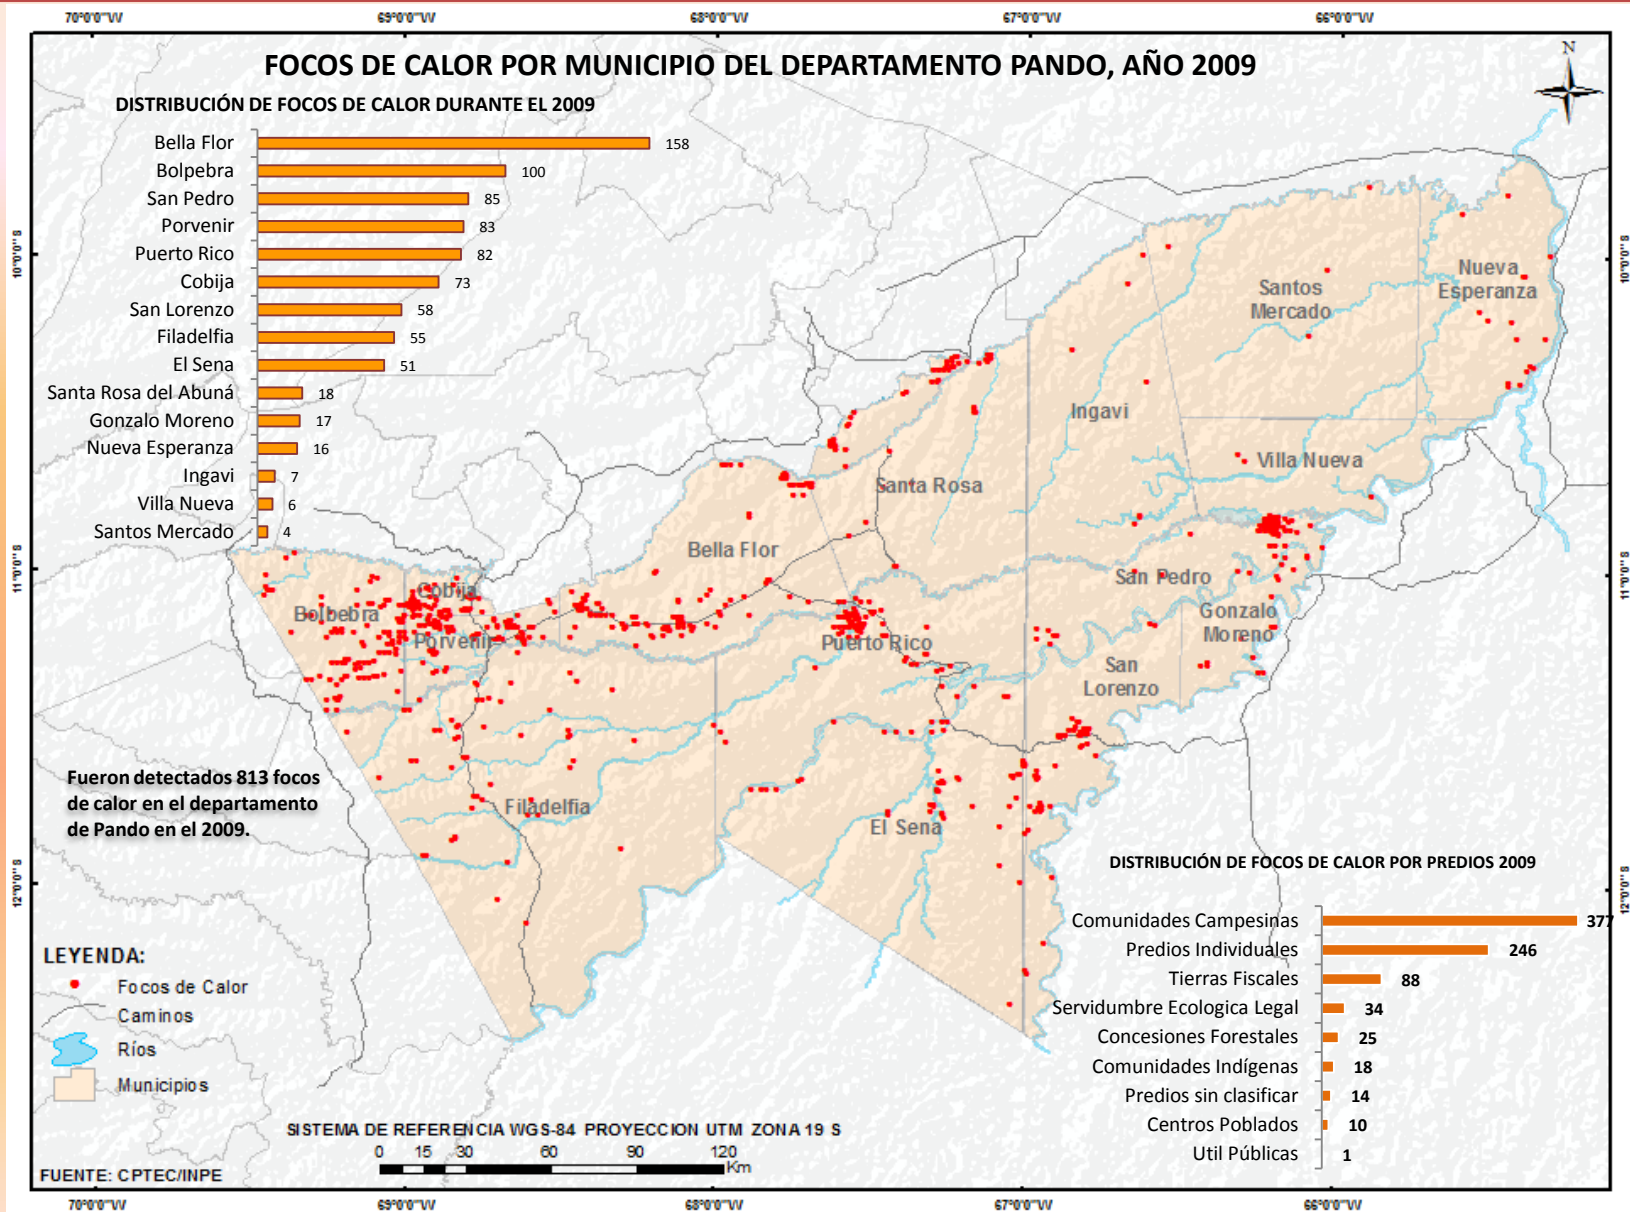 70°0'0"W 69°0'0"W 68°0'0"W 67°0'0"W 66°0'0"W
N
FOCOS DE CALOR POR MUNICIPIO DEL DEPARTAMENTO PANDO, AÑO 2009
DISTRIBUCIÓN DE FOCOS DE CALOR DURANTE EL 2009
Bella Flor 158
Bolpebra 100
San Pedro 85
Porvenir 83
Puerto Rico 82
Cobija 73
San Lorenzo 58
Filadelfia 55
El Sena 51
Santa Rosa del Abuná 18
Gonzalo Moreno 17
Nueva Esperanza 16
Ingavi 7
Villa Nueva 6
Santos Mercado 4
10°0'0"S 10°0'0"S
11°0'0"S 11°0'0"S
12°0'0"S 12°0'0"S
Nueva
Esperanza
Santos
Mercado
Ingavi
Villa Nueva
Santa Rosa
Bella Flor
San Pedro
Cobija
Bolbebra
Gonzalo
Moreno
Porvenir
Puerto Rico
San
Lorenzo
Filadelfia
El Sena
Fueron detectados 813 focos
de calor en el departamento
de Pando en el 2009.
DISTRIBUCIÓN DE FOCOS DE CALOR POR PREDIOS 2009
Comunidades Campesinas 377
Predios Individuales 246
Tierras Fiscales 88
Servidumbre Ecologica Legal 34
Concesiones Forestales 25
Comunidades Indígenas 18
Predios sin clasificar 14
Centros Poblados 10
Util Públicas 1
LEYENDA:
Focos de Calor
Caminos
Ríos
Municipios
SISTEMA DE REFERENCIA WGS-84 PROYECCION UTM ZONA 19 S
0 15 30 60 90 120
Km
FUENTE: CPTEC/INPE
70°0'0"W 69°0'0"W 68°0'0"W 67°0'0"W 66°0'0"W